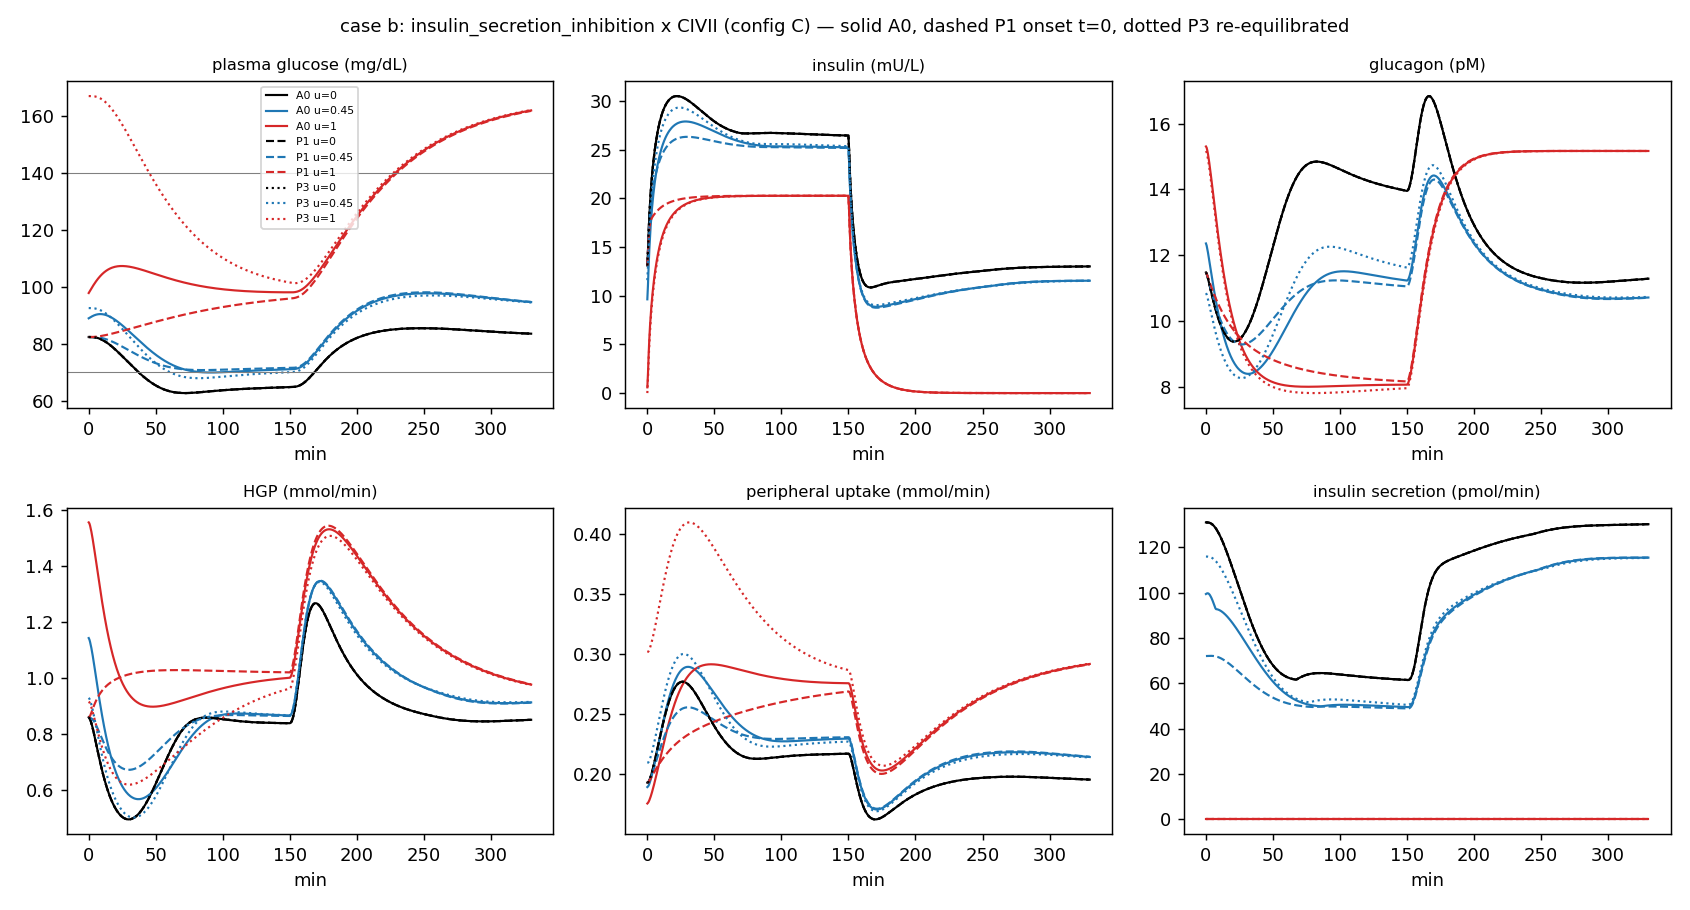 case b: insulin_secretion_inhibition x CIVII (config C) — solid A0, dashed P1 onset t=0, dotted P3 re-equilibrated
plasma glucose (mg/dL)
160
140
120
100
80
60
A0 u=0
A0 u=0.45
A0 u=1
P1 u=0
P1 u=0.45
P1 u=1
P3 u=0
P3 u=0.45
P3 u=1
0 50 100 150 200 250 300
min
insulin (mU/L)
30
25
20
15
10
5
0
0 50 100 150 200 250 300
min
glucagon (pM)
16
14
12
10
8
0 50 100 150 200 250 300
min
HGP (mmol/min)
1.6
1.4
1.2
1.0
0.8
0.6
0 50 100 150 200 250 300
min
peripheral uptake (mmol/min)
0.40
0.35
0.30
0.25
0.20
0 50 100 150 200 250 300
min
insulin secretion (pmol/min)
120
100
80
60
40
20
0
0 50 100 150 200 250 300
min